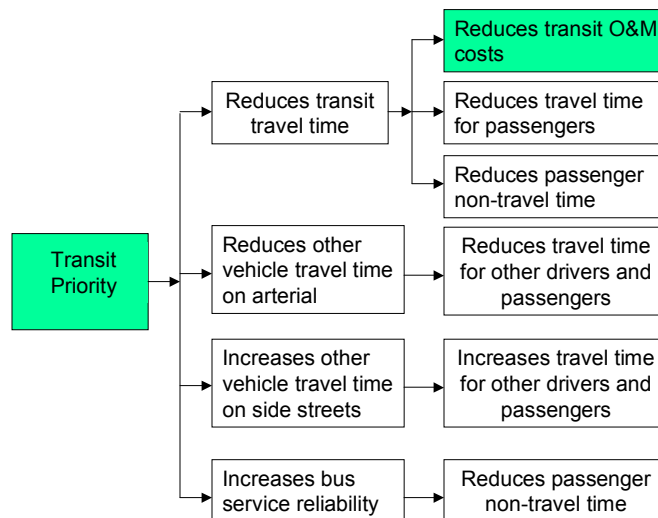 Reduces transit O&M
costs
Reduces transit
travel time
Reduces travel time
for passengers
Reduces passenger
non-travel time
Transit
Priority
Reduces other
vehicle travel time
on arterial
Reduces travel time
for other drivers and
passengers
Increases other
vehicle travel time
on side streets
Increases travel time
for other drivers and
passengers
Increases bus
service reliability
Reduces passenger
non-travel time